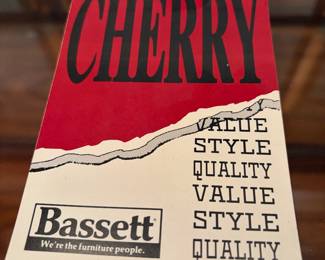 CHERRY
VALUE
STYLE
QUALITY
VALUE
STYLE
QUALITY
Bassett®
We're the furniture people.